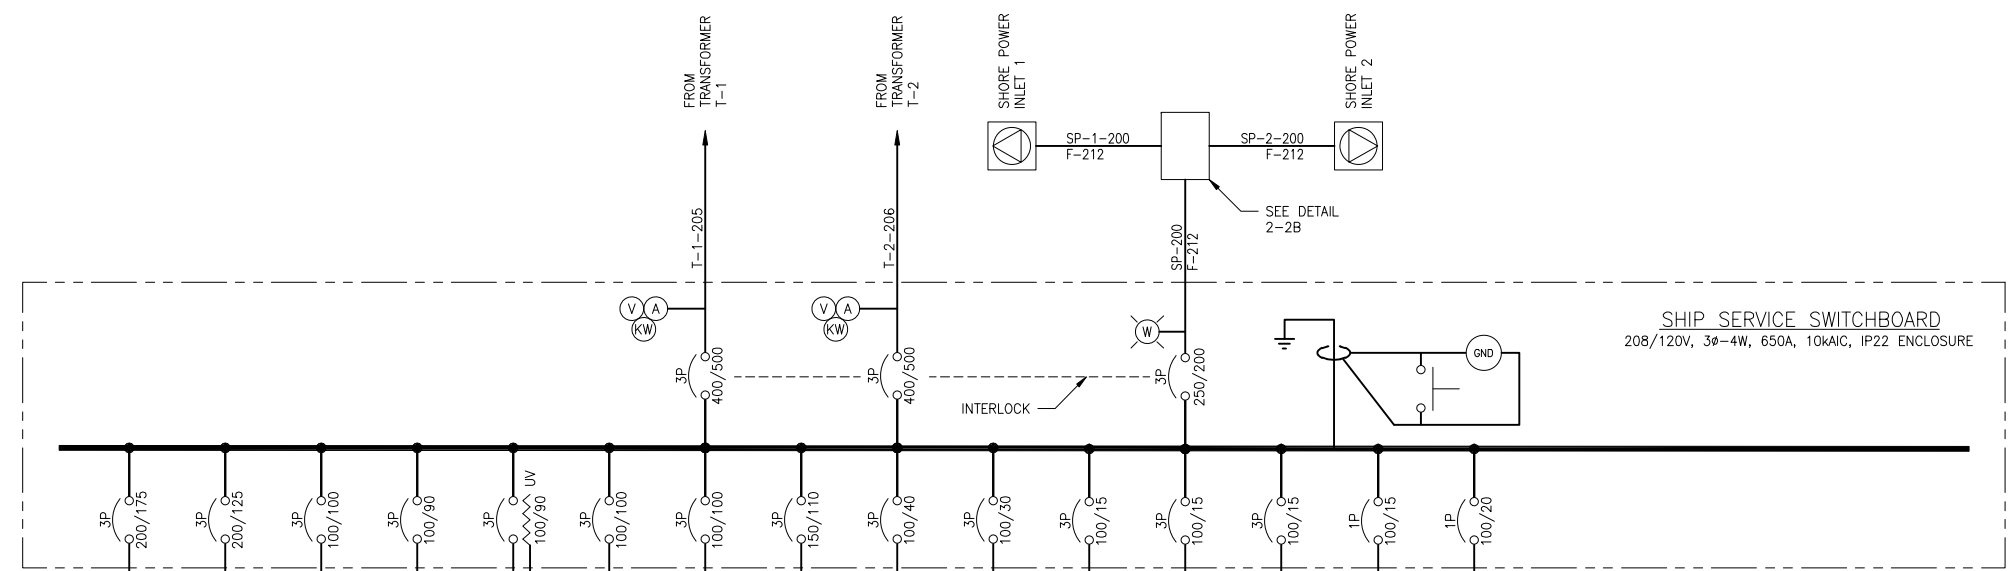 FROM
TRANSFORMER
T-1
FROM
TRANSFORMER
T-2
SHORE POWER
INLET 1
SHORE POWER
INLET 2
SP-1-200
F-212
SP-2-200
F-212
SEE DETAIL
2-2B
T-1-205
T-2-206
SP-200
F-212
V A
KW
V A
KW
W
SHIP SERVICE SWITCHBOARD
208/120V, 3ø-4W, 650A, 10kAIC, IP22 ENCLOSURE
GND
3P
400/500
3P
400/500
3P
250/200
INTERLOCK
3P
200/175
3P
200/125
3P
100/100
3P
100/90
3P
UV
100/90
3P
100/100
3P
100/100
3P
150/110
3P
100/40
3P
100/30
3P
100/15
3P
100/15
3P
100/15
1P
100/15
1P
100/20